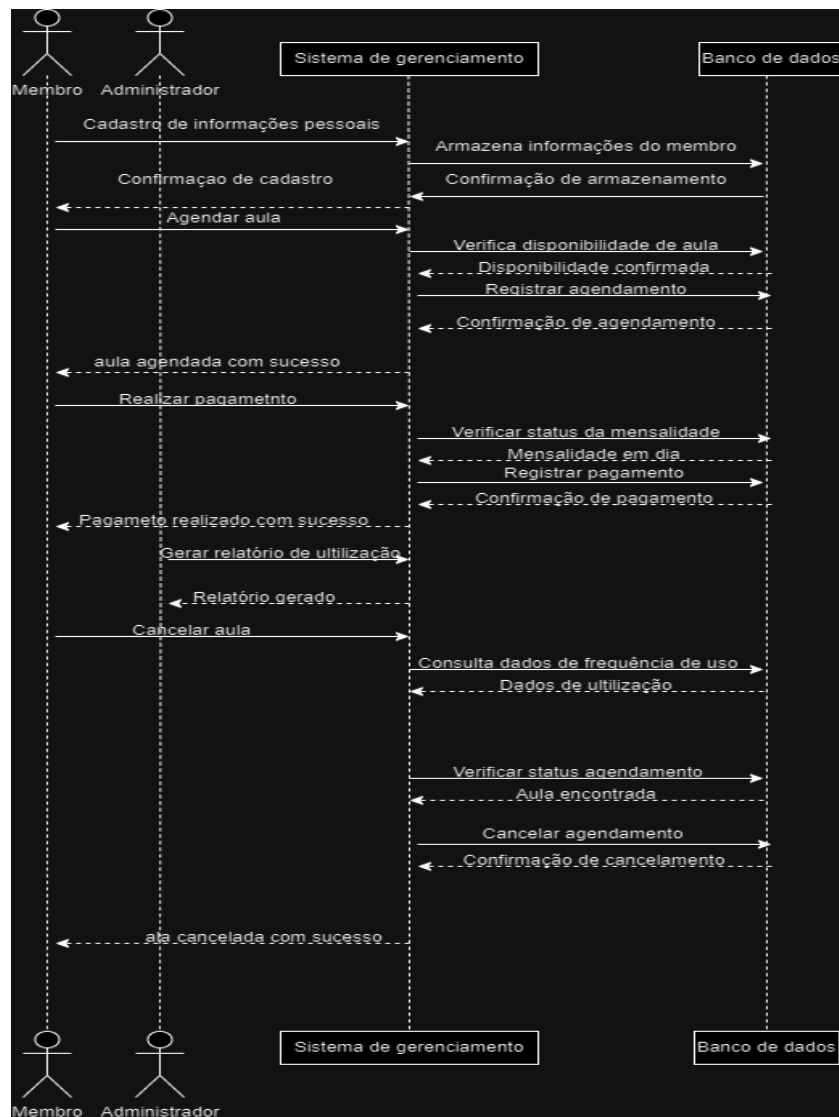 Sistema de gerenciamento
Banco de dados
Membro
Administrador
Cadastro de informações pessoais
Armazena informações do membro
Confirmaçao de cadastro
Confirmação de armazenamento
Agendar aula
Verifica disponibilidade de aula
Disponibilidade confirmada
Registrar agendamento
Confirmação de agendamento
aula agendada com sucesso
Realizar pagametnto
Verificar status da mensalidade
Mensalidade em dia
Registrar pagamento
Confirmação de pagamento
Pagameto realizado com sucesso
Gerar relatório de ultilização
Relatório gerado
Cancelar aula
Consulta dados de frequência de uso
Dados de ultilização
Verificar status agendamento
Aula encontrada
Cancelar agendamento
Confirmação de cancelamento
ala cancelada com sucesso
Sistema de gerenciamento
Banco de dados
Membro
Administrador